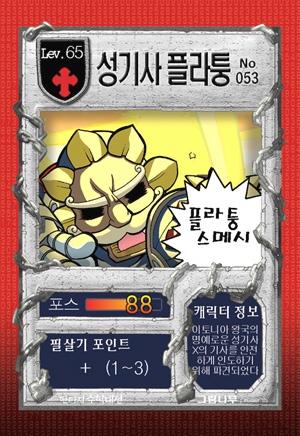 Lev. 65
성기사 플라퉁
No
053
플라퉁
스메시
포스 88
필살기 포인트
+ (1~3)
캐릭터 정보
이토니아 왕국의
명예로운 성기사
X의 기사를 안전
하게 인도하기
위해 파견되었다
그림나무